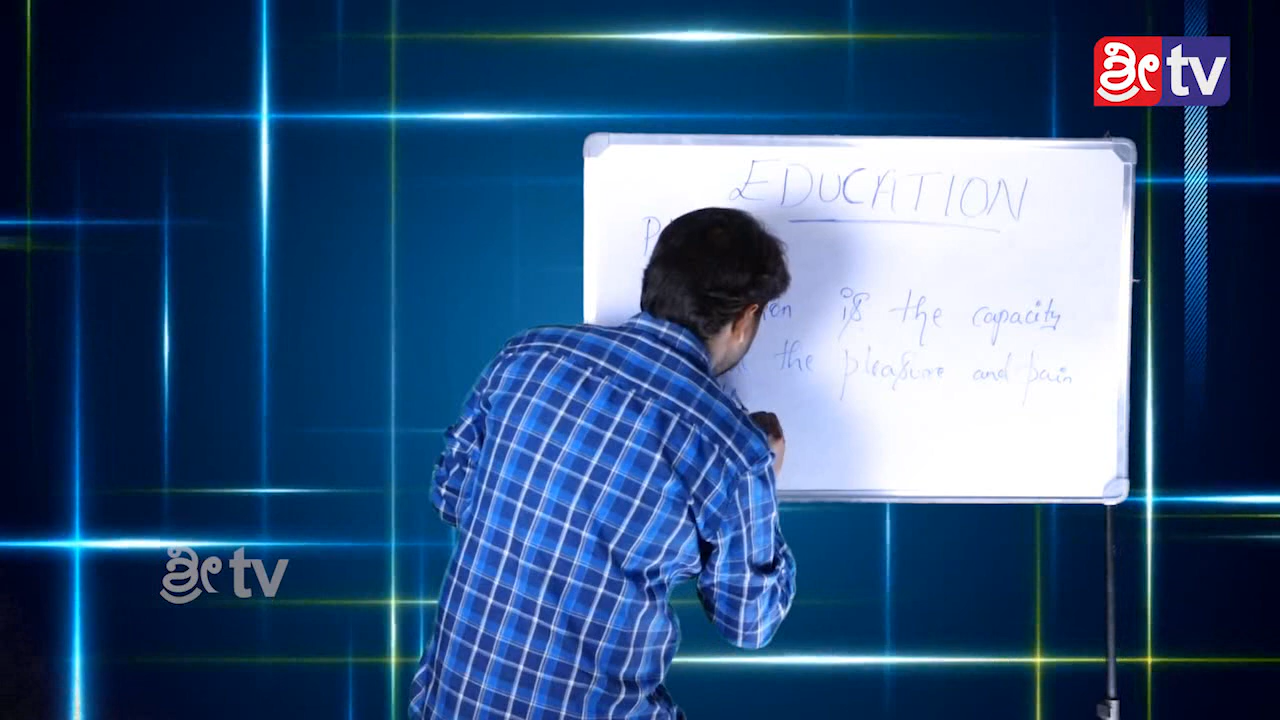 ஸ்ரீ tv
EDUCATION
is the capacity
the pleasure and pain
ஸ்ரீ tv